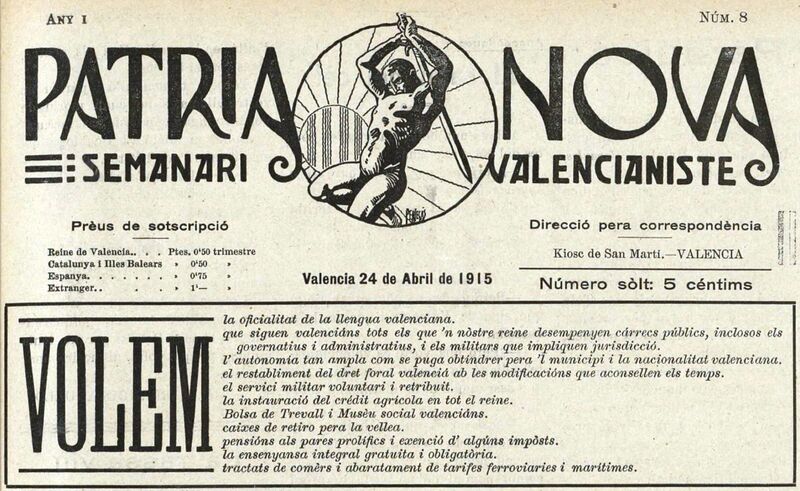 ANY I
NÚM. 8
PATRIA NOVA
SEMANARI VALENCIANISTE
Prèus de sotscripció
Reine de Valencia.. . . Ptes. 0'50 trimestre
Catalunya i Illes Balears » 0'50 »
Espanya. . . . . . . . » 0'75 »
Extranger.. . . . . . . » 1'— »
Valencia 24 de Abril de 1915
Direcció pera correspondència
Kiosc de San Martí.—VALENCIA
Número sòlt: 5 céntims
VOLEM
la oficialitat de la llengua valenciana.
que siguen valenciáns tots els que 'n nòstre reine desempenyen cárrecs públics, inclosos els
governatius i administratius, i els militars que impliquen jurisdicció.
l' autonomia tan ampla com se puga obtíndrer pera 'l municipi i la nacionalitat valenciana.
el restabliment del dret foral valenciá ab les modificacións que aconsellen els temps.
el servici militar voluntari i retribuit.
la instauració del crédit agrícola en tot el reine.
Bolsa de Trevall i Musèu social valenciáns.
caixes de retiro pera la vellea.
pensións als pares prolífics i exenció d' algúns impòsts.
la ensenyansa integral gratuita i obligatòria.
tractats de comèrs i abaratament de tarifes ferroviaries i marítimes.